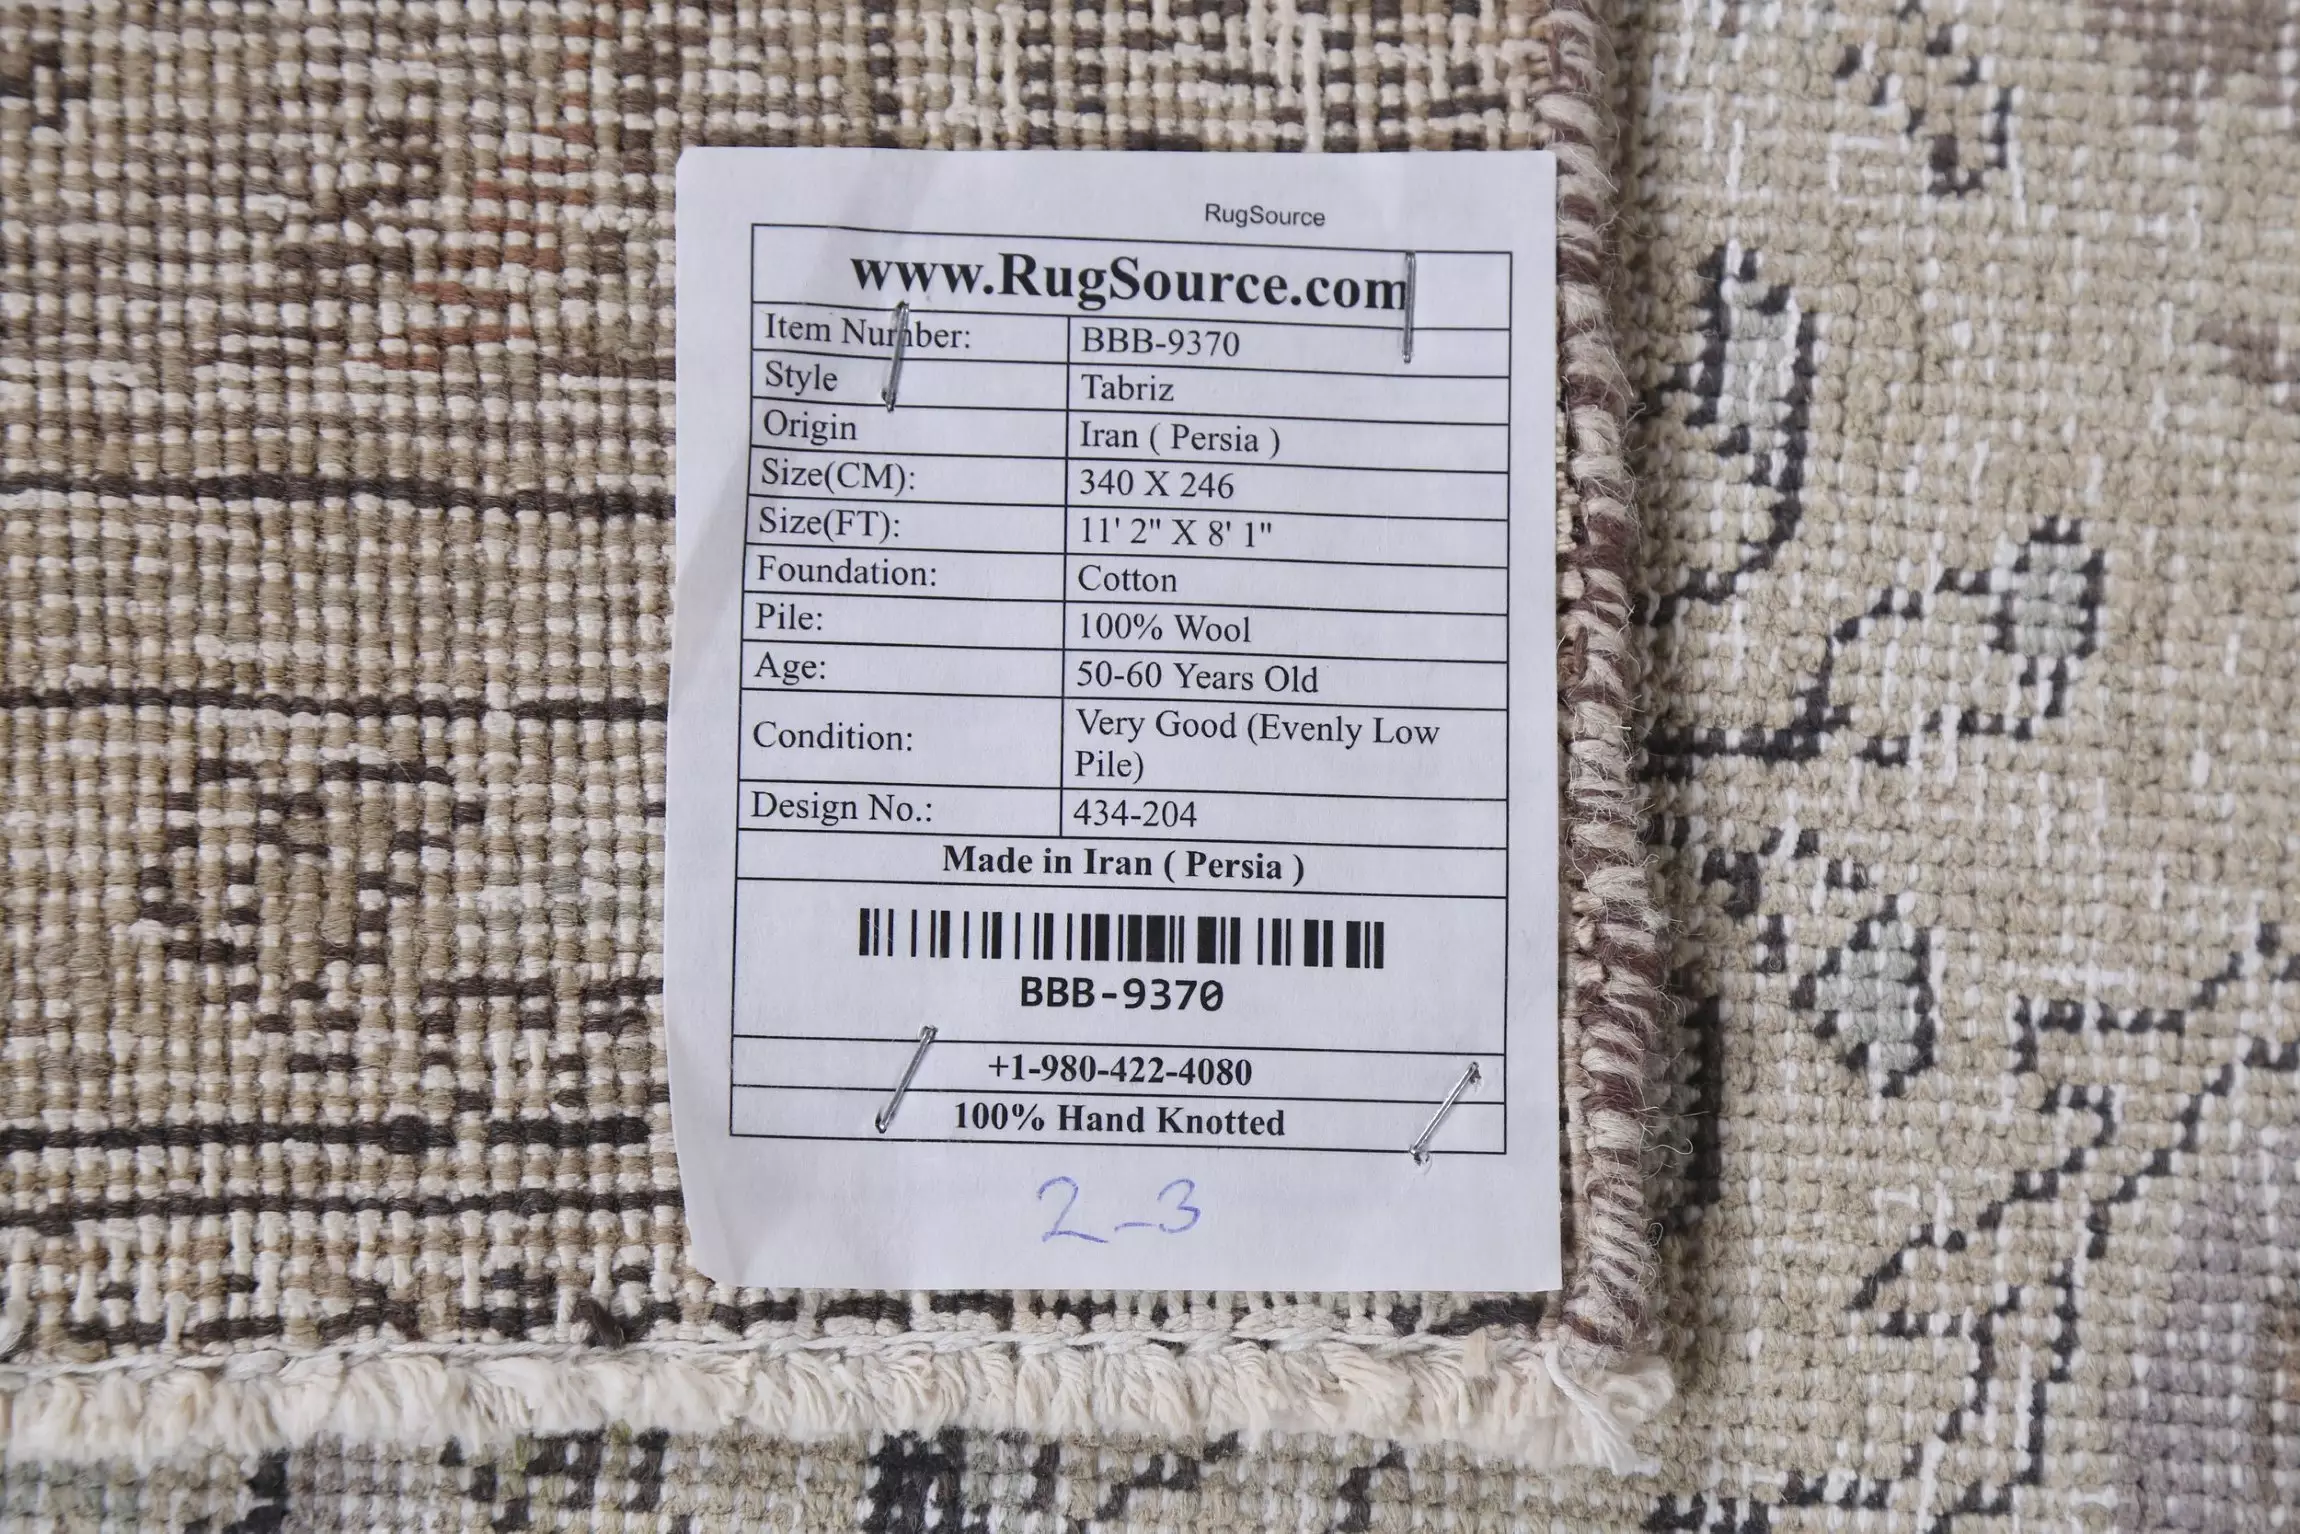 RugSource
www.RugSource.com
Item Number: BBB-9370
Style Tabriz
Origin Iran ( Persia )
Size(CM): 340 X 246
Size(FT): 11' 2" X 8' 1"
Foundation: Cotton
Pile: 100% Wool
Age: 50-60 Years Old
Condition: Very Good (Evenly Low
Pile)
Design No.: 434-204
Made in Iran ( Persia )
BBB-9370
+1-980-422-4080
100% Hand Knotted
2-3